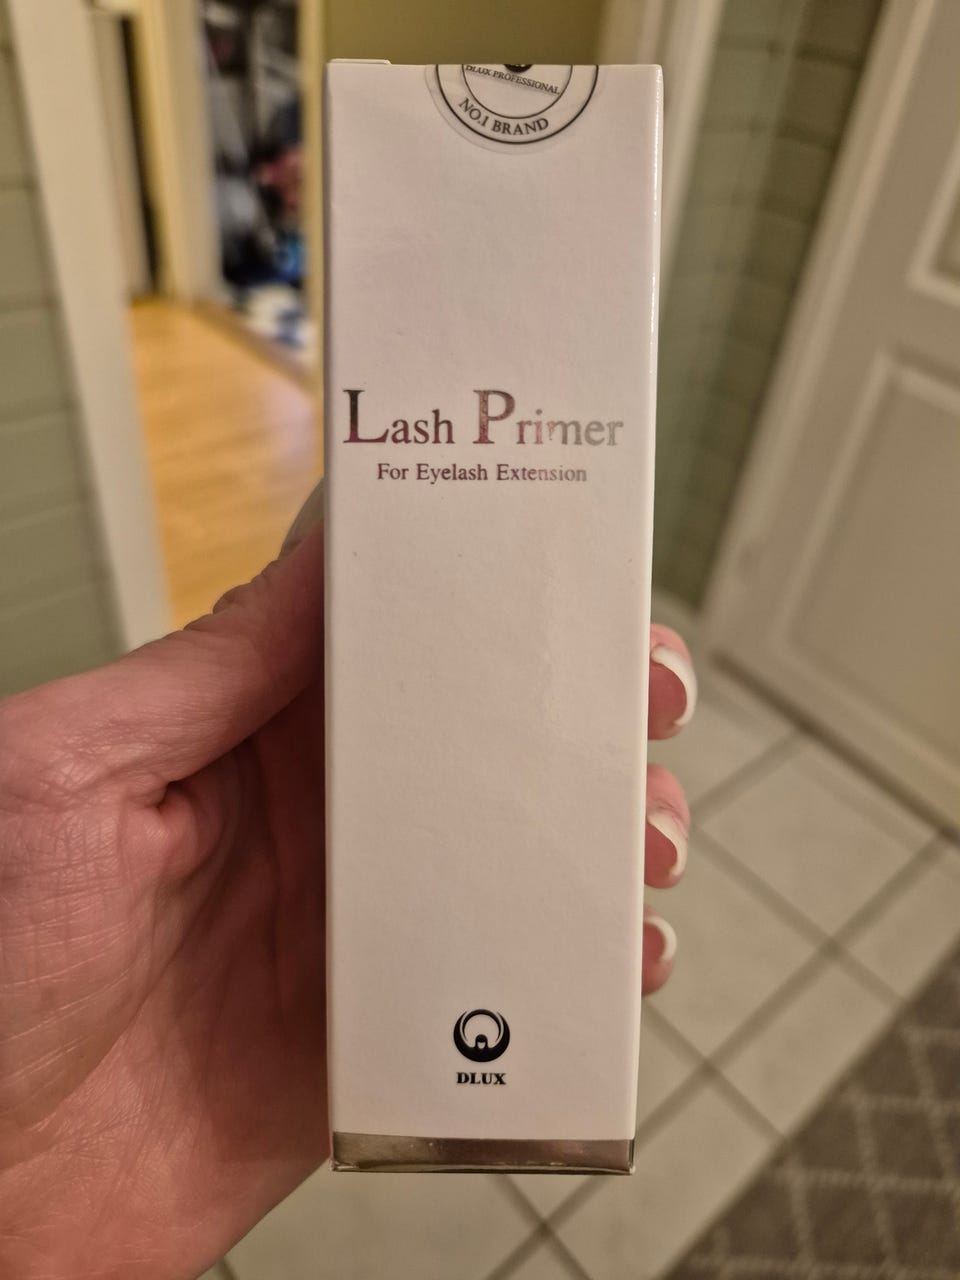 DLUX PROFESSIONAL
NO.1 BRAND
Lash Primer
For Eyelash Extension
DLUX